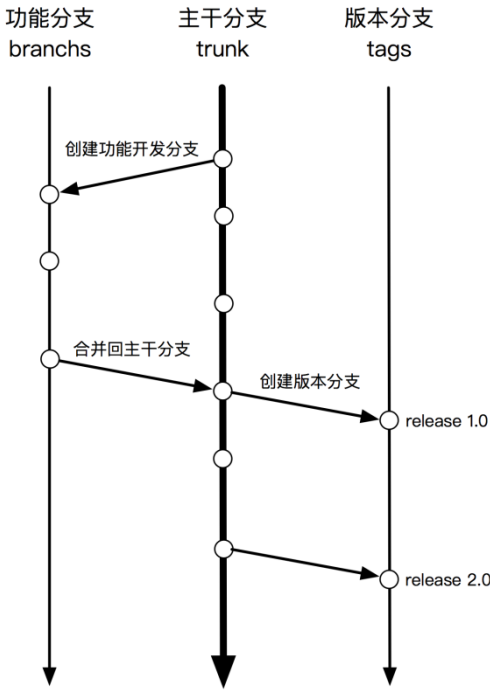 功能分支 主干分支 版本分支
branchs trunk tags
创建功能开发分支
合并回主干分支
创建版本分支
release 1.0
release 2.0